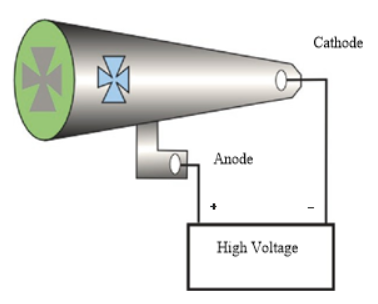 Cathode
Anode
+ –
High Voltage